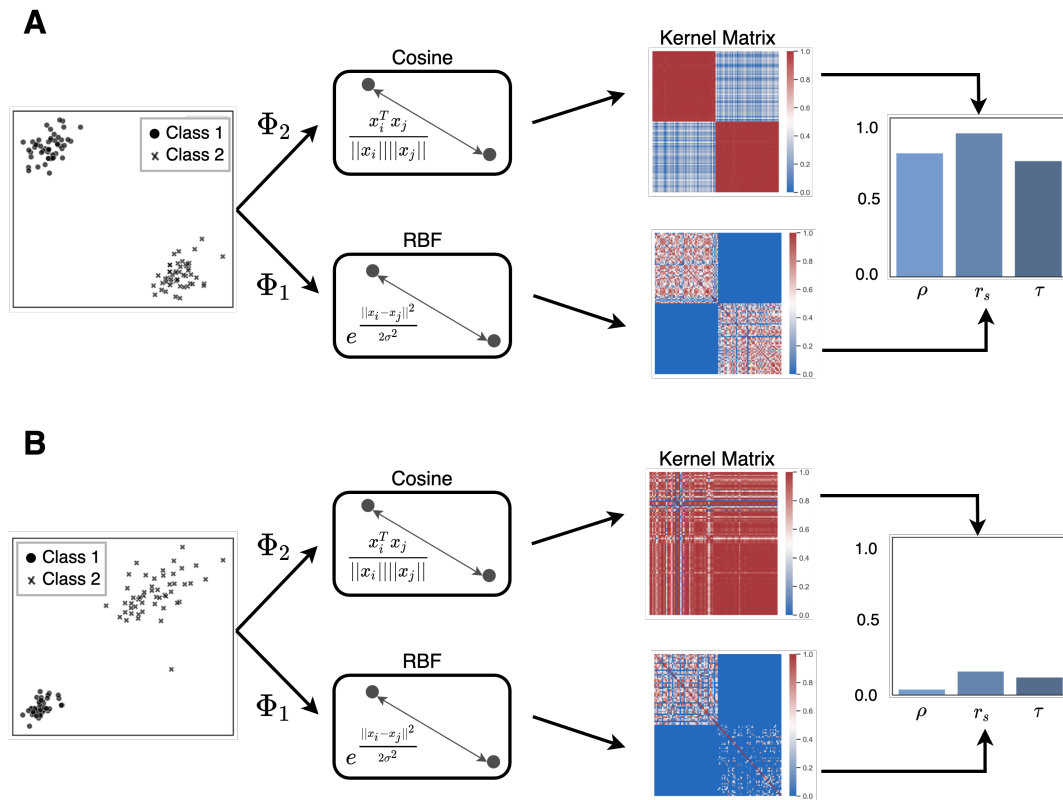 A
Class 1
Class 2
Φ₂
Φ₁
Cosine
x_i^T x_j
||x_i||||x_j||
RBF
e^{||x_i-x_j||^2 / 2σ^2}
Kernel Matrix
1.0
0.8
0.6
0.4
0.2
0.0
1.0
0.8
0.6
0.4
0.2
0.0
1.0
0.5
0.0
ρ r_s τ
B
Class 1
Class 2
Φ₂
Φ₁
Cosine
x_i^T x_j
||x_i||||x_j||
RBF
e^{||x_i-x_j||^2 / 2σ^2}
Kernel Matrix
1.0
0.8
0.6
0.4
0.2
0.0
1.0
0.8
0.6
0.4
0.2
0.0
1.0
0.5
0.0
ρ r_s τ